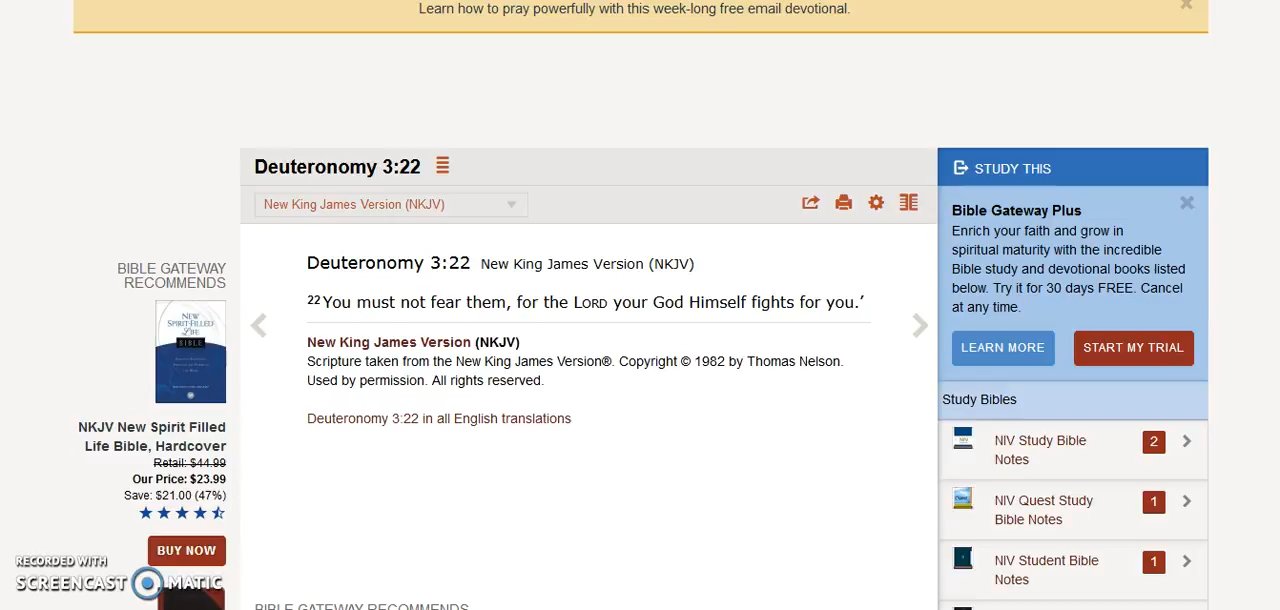 Learn how to pray powerfully with this week-long free email devotional.
Deuteronomy 3:22
New King James Version (NKJV)
Deuteronomy 3:22 New King James Version (NKJV)
22 You must not fear them, for the LORD your God Himself fights for you.’
New King James Version (NKJV)
Scripture taken from the New King James Version®. Copyright © 1982 by Thomas Nelson.
Used by permission. All rights reserved.
Deuteronomy 3:22 in all English translations
BIBLE GATEWAY RECOMMENDS
BIBLE GATEWAY
RECOMMENDS
NEW
SPIRIT-FILLED
Life
BIBLE
NKJV New Spirit Filled
Life Bible, Hardcover
Retail: $44.99
Our Price: $23.99
Save: $21.00 (47%)
BUY NOW
RECORDED WITH
SCREENCAST MATIC
STUDY THIS
Bible Gateway Plus
Enrich your faith and grow in
spiritual maturity with the incredible
Bible study and devotional books listed
below. Try it for 30 days FREE. Cancel
at any time.
LEARN MORE
START MY TRIAL
Study Bibles
NIV Study Bible
Notes
2
NIV Quest Study
Bible Notes
1
NIV Student Bible
Notes
1